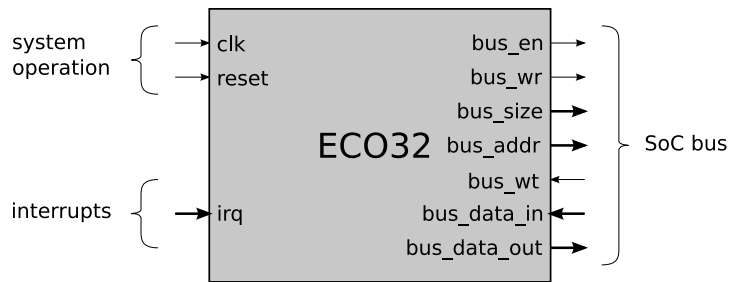 system
operation
clk
reset
interrupts
irq
ECO32
bus_en
bus_wr
bus_size
bus_addr
bus_wt
bus_data_in
bus_data_out
SoC bus